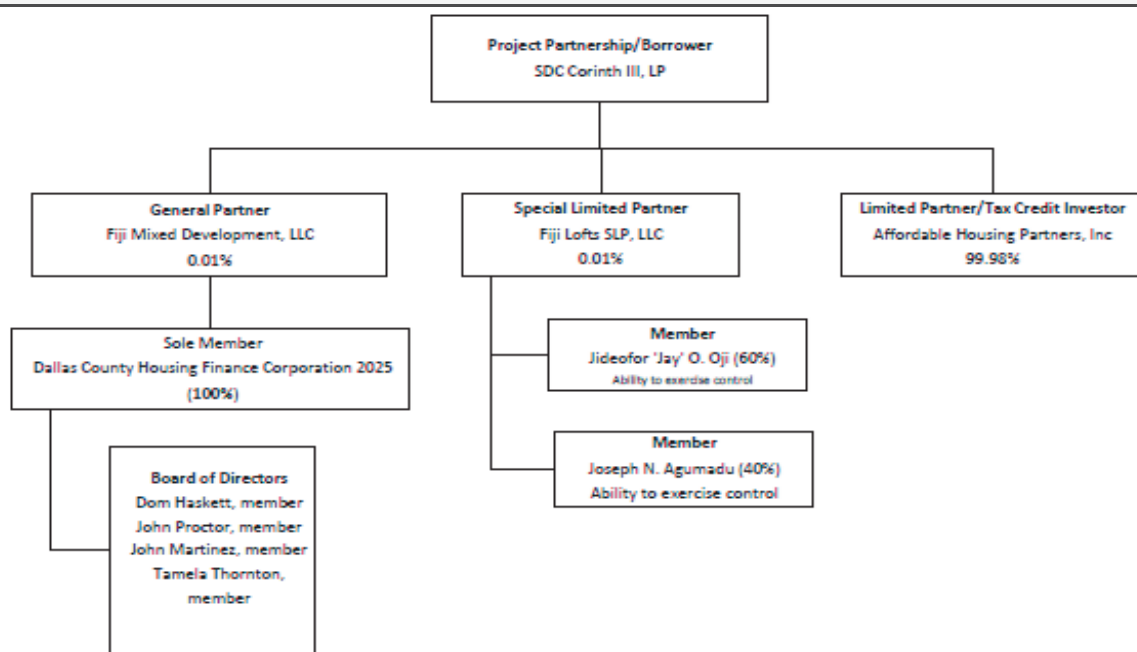 Project Partnership/Borrower
SDC Corinth III, LP
General Partner
Fiji Mixed Development, LLC
0.01%
Special Limited Partner
Fiji Lofts SLP, LLC
0.01%
Limited Partner/Tax Credit Investor
Affordable Housing Partners, Inc
99.98%
Sole Member
Dallas County Housing Finance Corporation 2025
(100%)
Member
Jideofor 'Jay' O. Oji (60%)
Ability to exercise control
Member
Joseph N. Agumadu (40%)
Ability to exercise control
Board of Directors
Dom Haskett, member
John Proctor, member
John Martinez, member
Tamela Thornton,
member